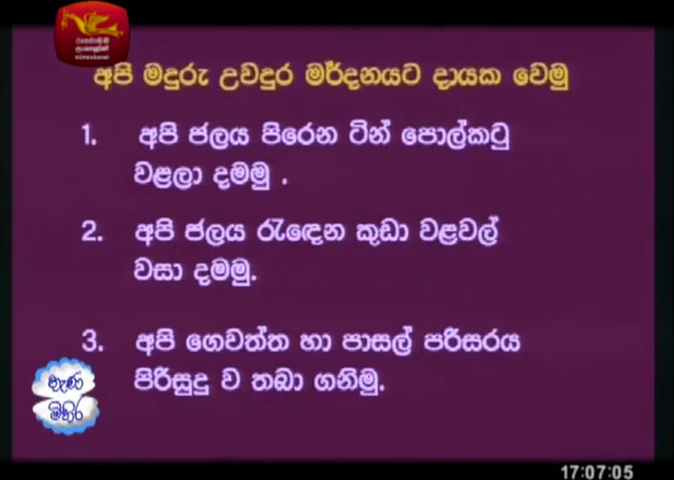 අපි මදුරු උවදුර මර්දනයට දායක වෙමු
1. අපි ජලය පිරෙන ටින් පොල්කටු
වළලා දමමු .
2. අපි ජලය රැඳෙන කුඩා වළවල්
වසා දමමු.
3. අපි ගෙවත්ත හා පාසල් පරිසරය
පිරිසුදු ව තබා ගනිමු.
නැණ
මිහිර
17:07:05